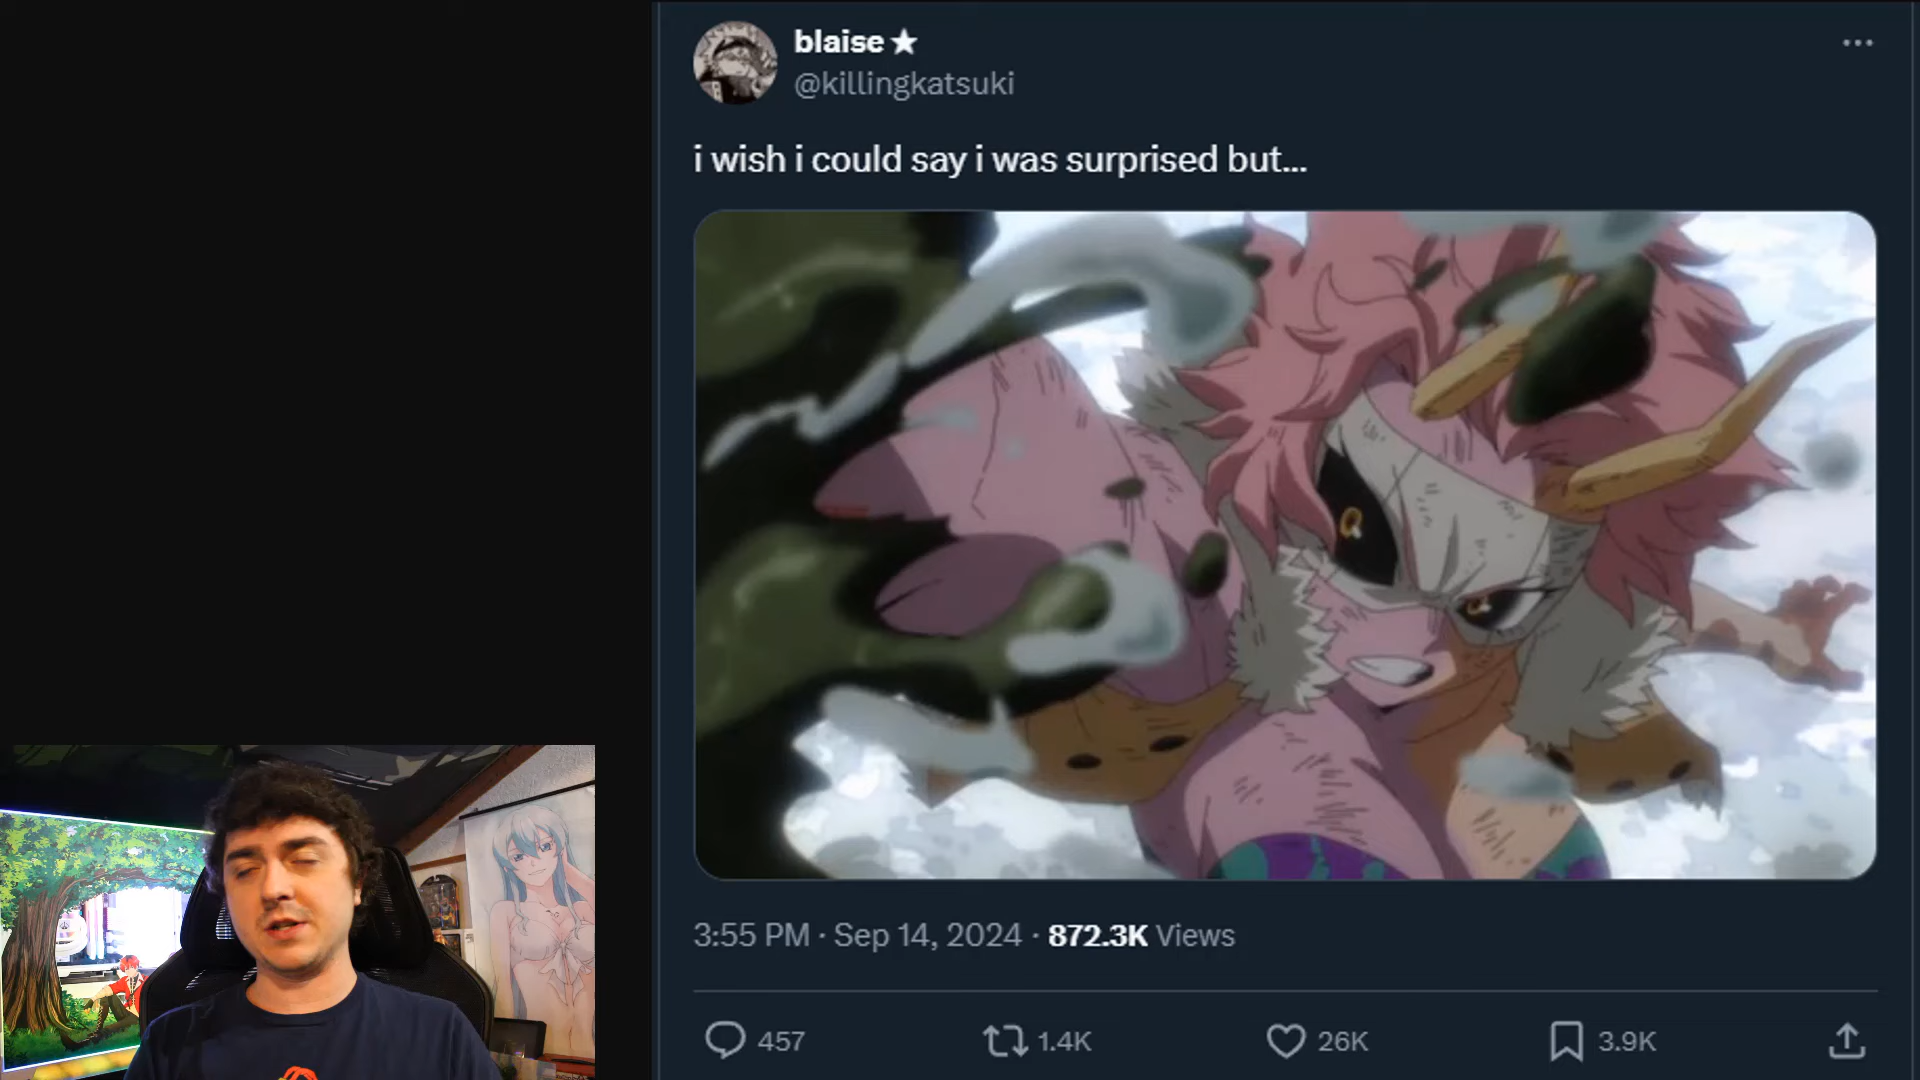 blaise ★
@killingkatsuki
i wish i could say i was surprised but...
3:55 PM · Sep 14, 2024 · 872.3K Views
457 1.4K 26K 3.9K